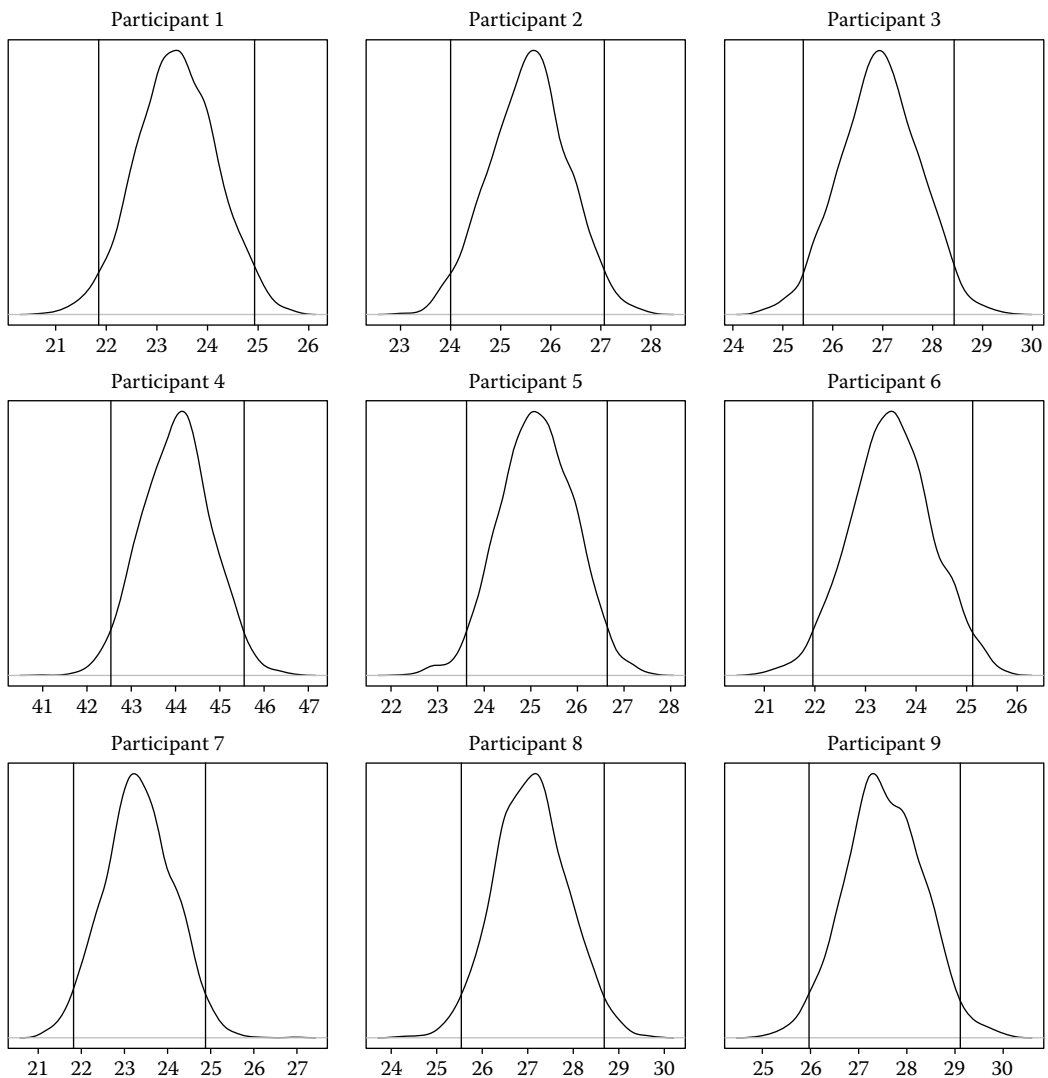 Participant 1
Participant 2
Participant 3
21 22 23 24 25 26
23 24 25 26 27 28
24 25 26 27 28 29 30
Participant 4
Participant 5
Participant 6
41 42 43 44 45 46 47
22 23 24 25 26 27 28
21 22 23 24 25 26
Participant 7
Participant 8
Participant 9
21 22 23 24 25 26 27
24 25 26 27 28 29 30
25 26 27 28 29 30